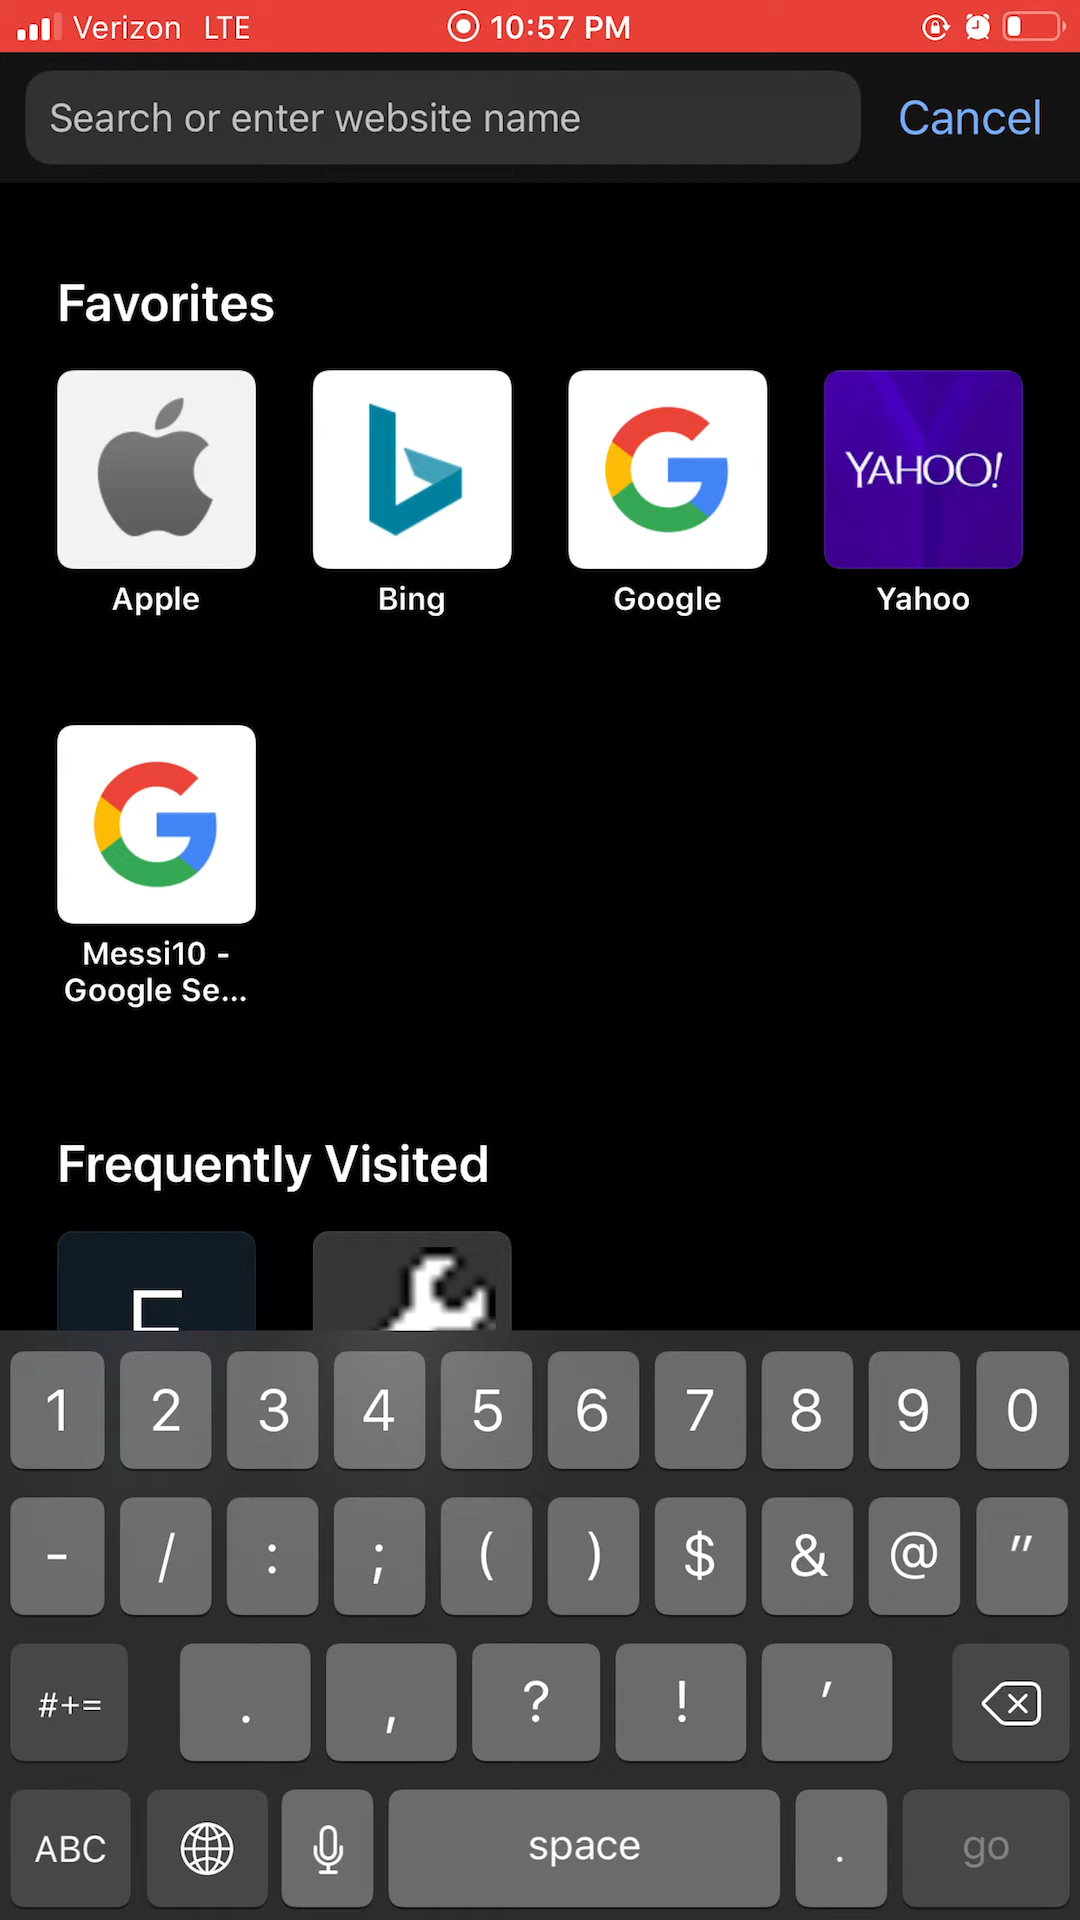 Verizon LTE 10:57 PM
Search or enter website name Cancel
Favorites
YAHOO!
Apple Bing Google Yahoo
Messi10 -
Google Se...
Frequently Visited
1 2 3 4 5 6 7 8 9 0
- / : ; ( ) $ & @ "
#+= . , ? ! '
ABC space . go